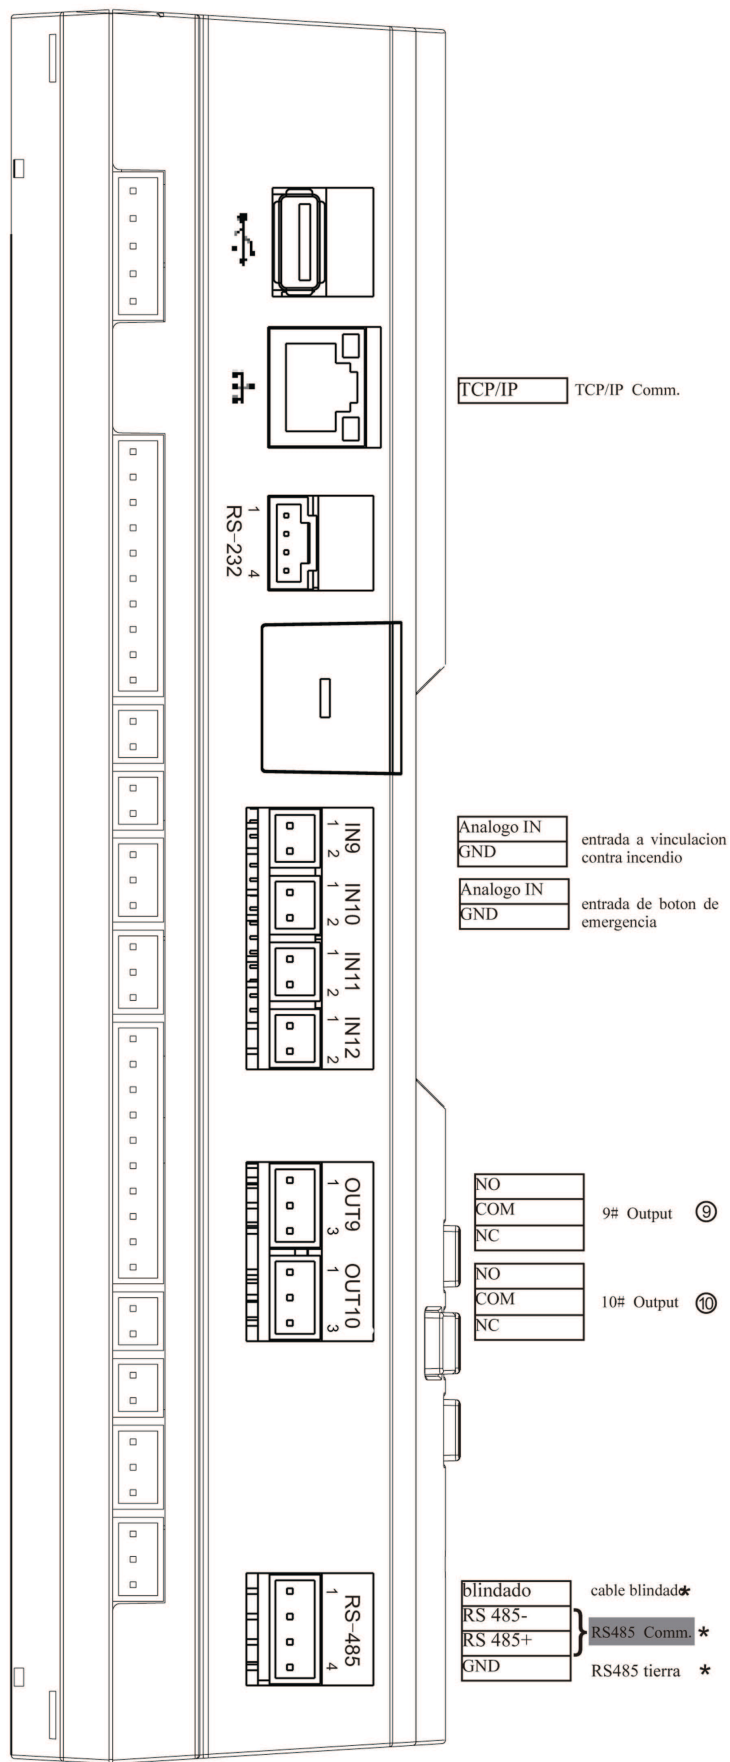 TCP/IP TCP/IP Comm.
1 4
RS-232
IN9
1 2
Analogo IN
GND
entrada a vinculacion
contra incendio
IN10
1 2
Analogo IN
GND
entrada de boton de
emergencia
IN11
1 2
IN12
1 2
OUT9
1 3
NO
COM
NC
9# Output ⑨
OUT10
1 3
NO
COM
NC
10# Output ⑩
RS-485
1 4
blindado cable blindado*
RS 485-
RS 485+
RS485 Comm. *
GND RS485 tierra *